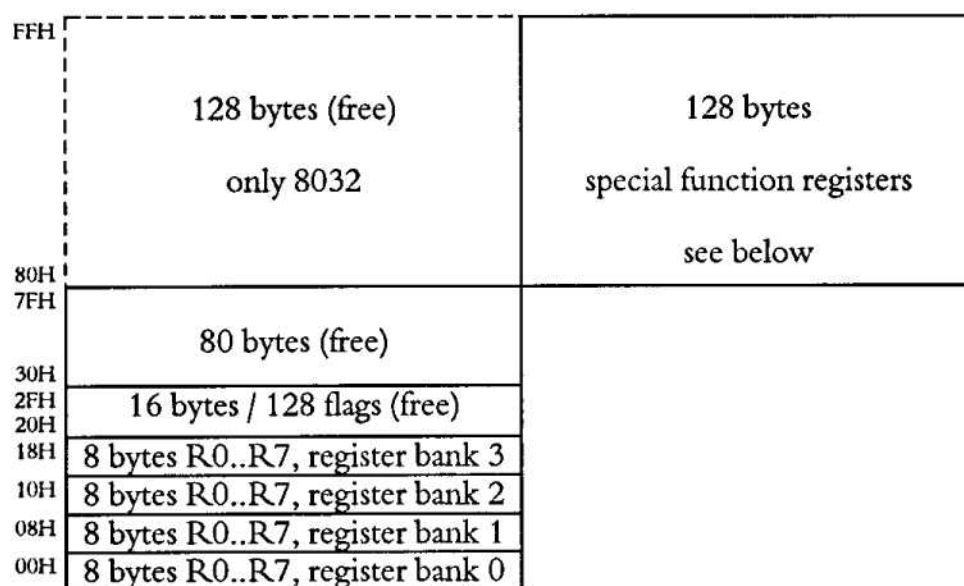 FFH
128 bytes (free)
128 bytes
only 8032
special function registers
see below
80H
7FH
80 bytes (free)
30H
2FH
16 bytes / 128 flags (free)
20H
18H
8 bytes R0..R7, register bank 3
10H
8 bytes R0..R7, register bank 2
08H
8 bytes R0..R7, register bank 1
00H
8 bytes R0..R7, register bank 0